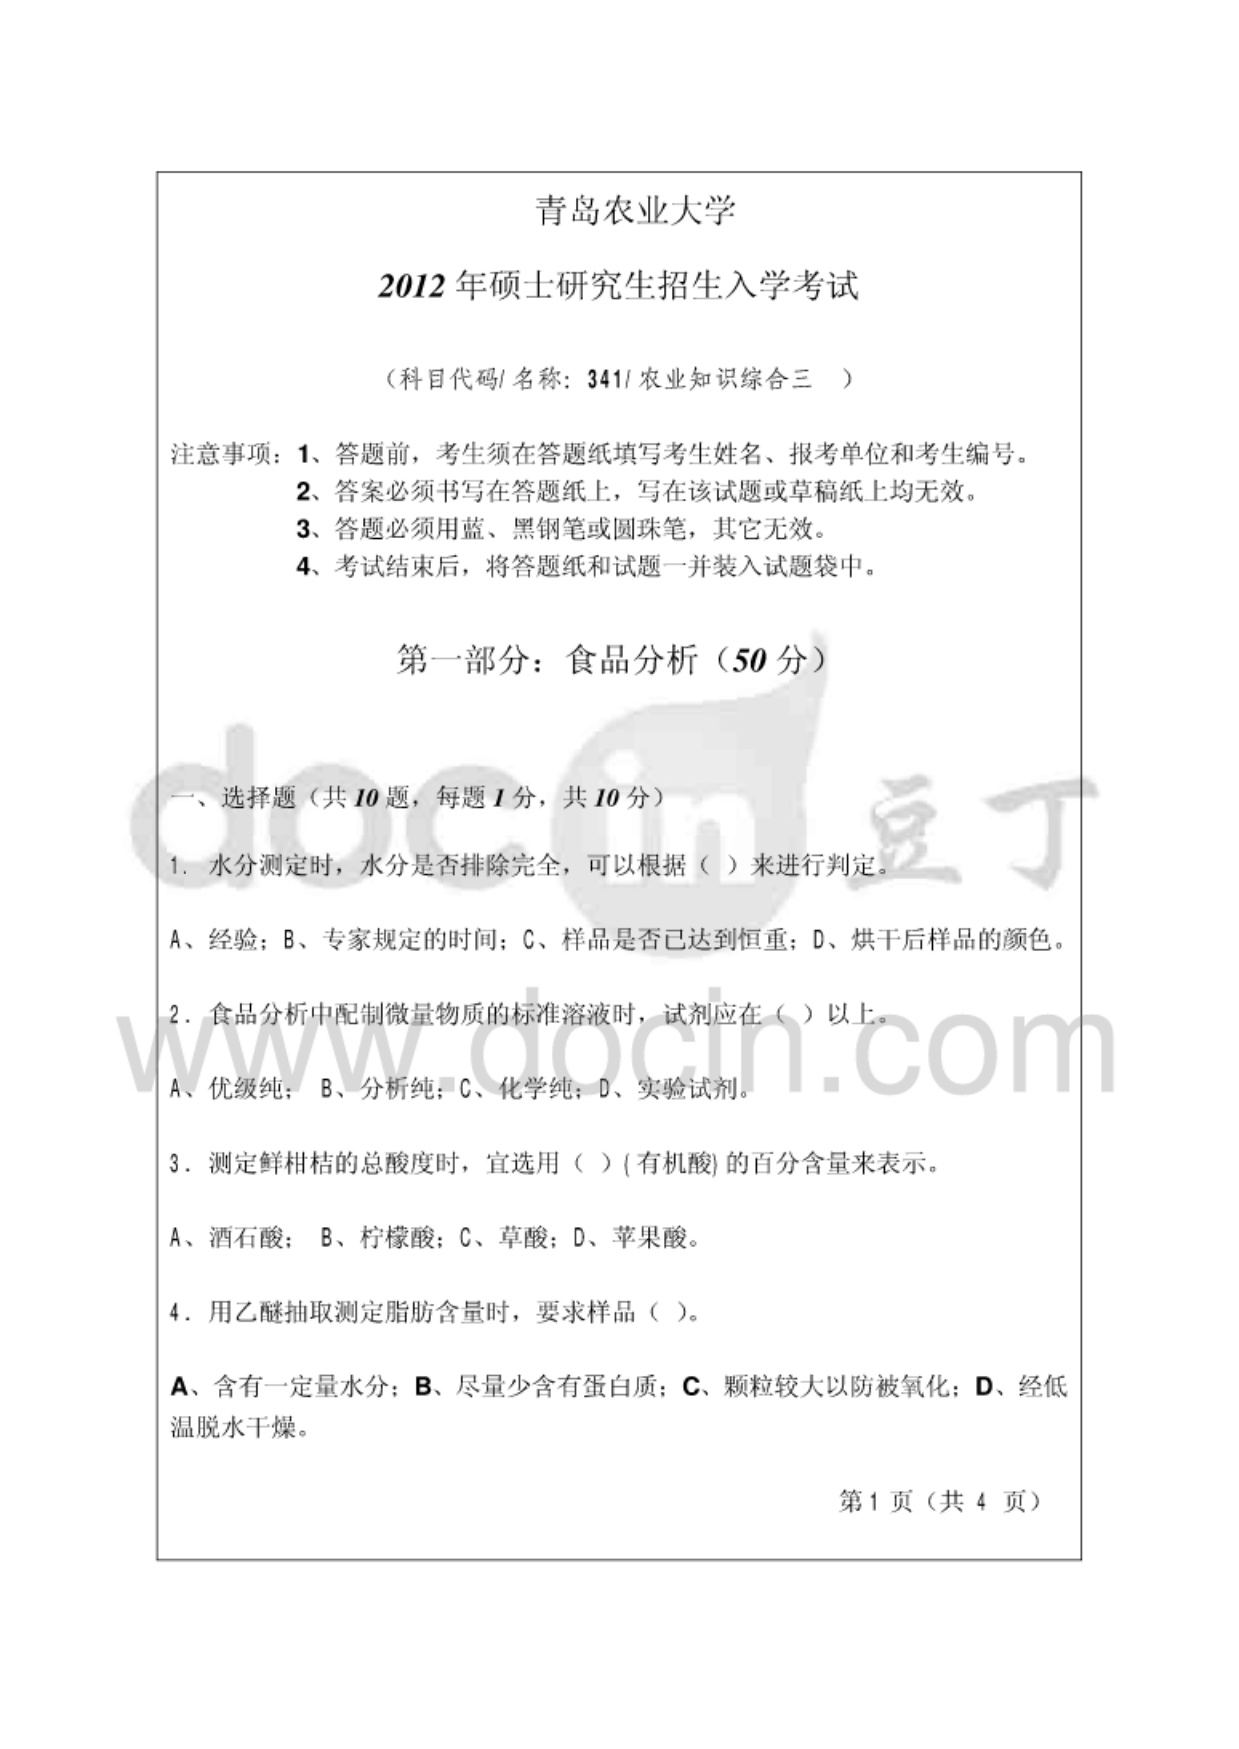 青岛农业大学
2012 年硕士研究生招生入学考试
（科目代码/ 名称: 341/ 农业知识综合三 ）
注意事项: 1、答题前，考生须在答题纸填写考生姓名、报考单位和考生编号。
2、答案必须书写在答题纸上，写在该试题或草稿纸上均无效。
3、答题必须用蓝、黑钢笔或圆珠笔，其它无效。
4、考试结束后，将答题纸和试题一并装入试题袋中。
第一部分: 食品分析（50 分）
docin 豆丁
一、选择题（共 10 题，每题 1 分，共 10 分）
1. 水分测定时，水分是否排除完全，可以根据（ ）来进行判定。
A、经验; B、专家规定的时间; C、样品是否已达到恒重; D、烘干后样品的颜色。
2. 食品分析中配制微量物质的标准溶液时，试剂应在（ ）以上。
www.docin.com
A、优级纯; B、分析纯; C、化学纯; D、实验试剂。
3. 测定鲜柑桔的总酸度时，宜选用（ ）( 有机酸) 的百分含量来表示。
A、酒石酸; B、柠檬酸; C、草酸; D、苹果酸。
4. 用乙醚抽取测定脂肪含量时，要求样品（ ）。
A、含有一定量水分; B、尽量少含有蛋白质; C、颗粒较大以防被氧化; D、经低
温脱水干燥。
第 1 页（共 4 页）